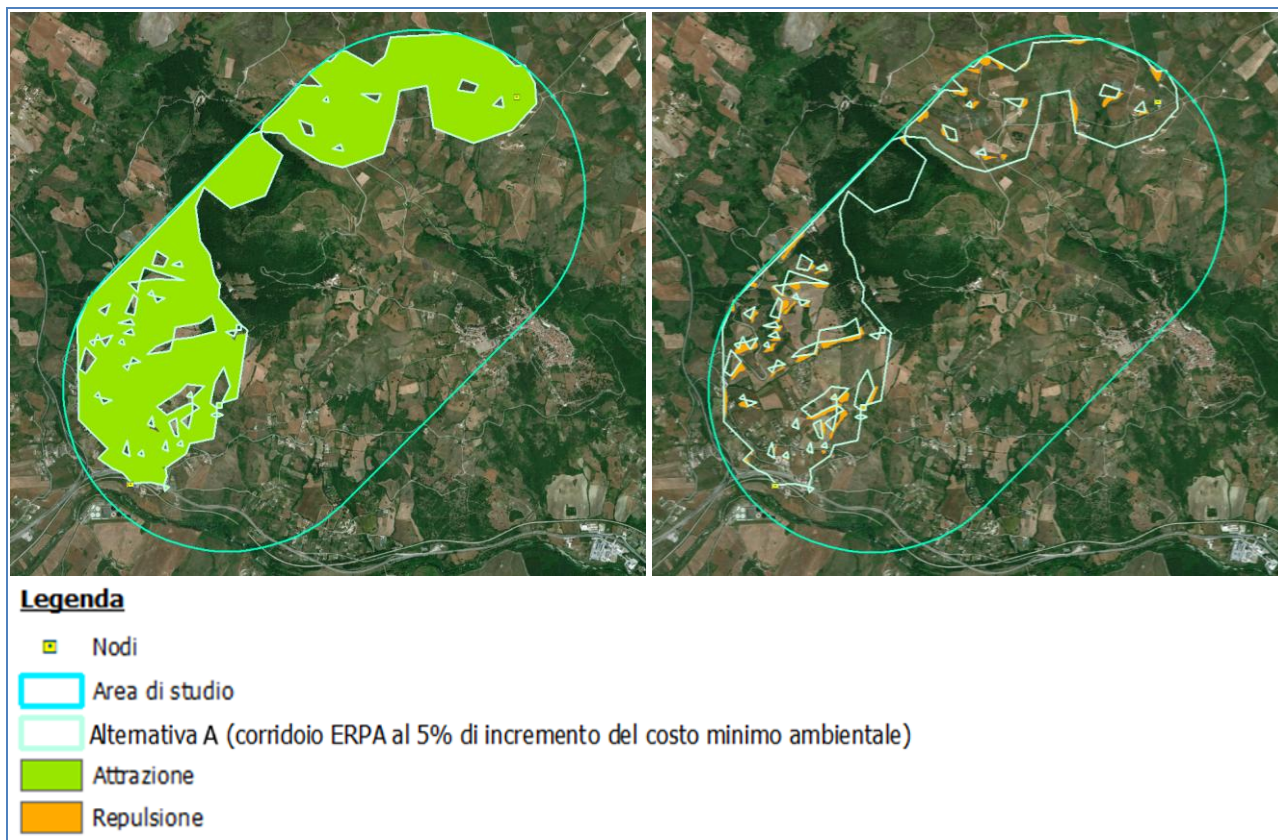 Legenda
Nodi
Area di studio
Alternativa A (corridoio ERPA al 5% di incremento del costo minimo ambientale)
Attrazione
Repulsione